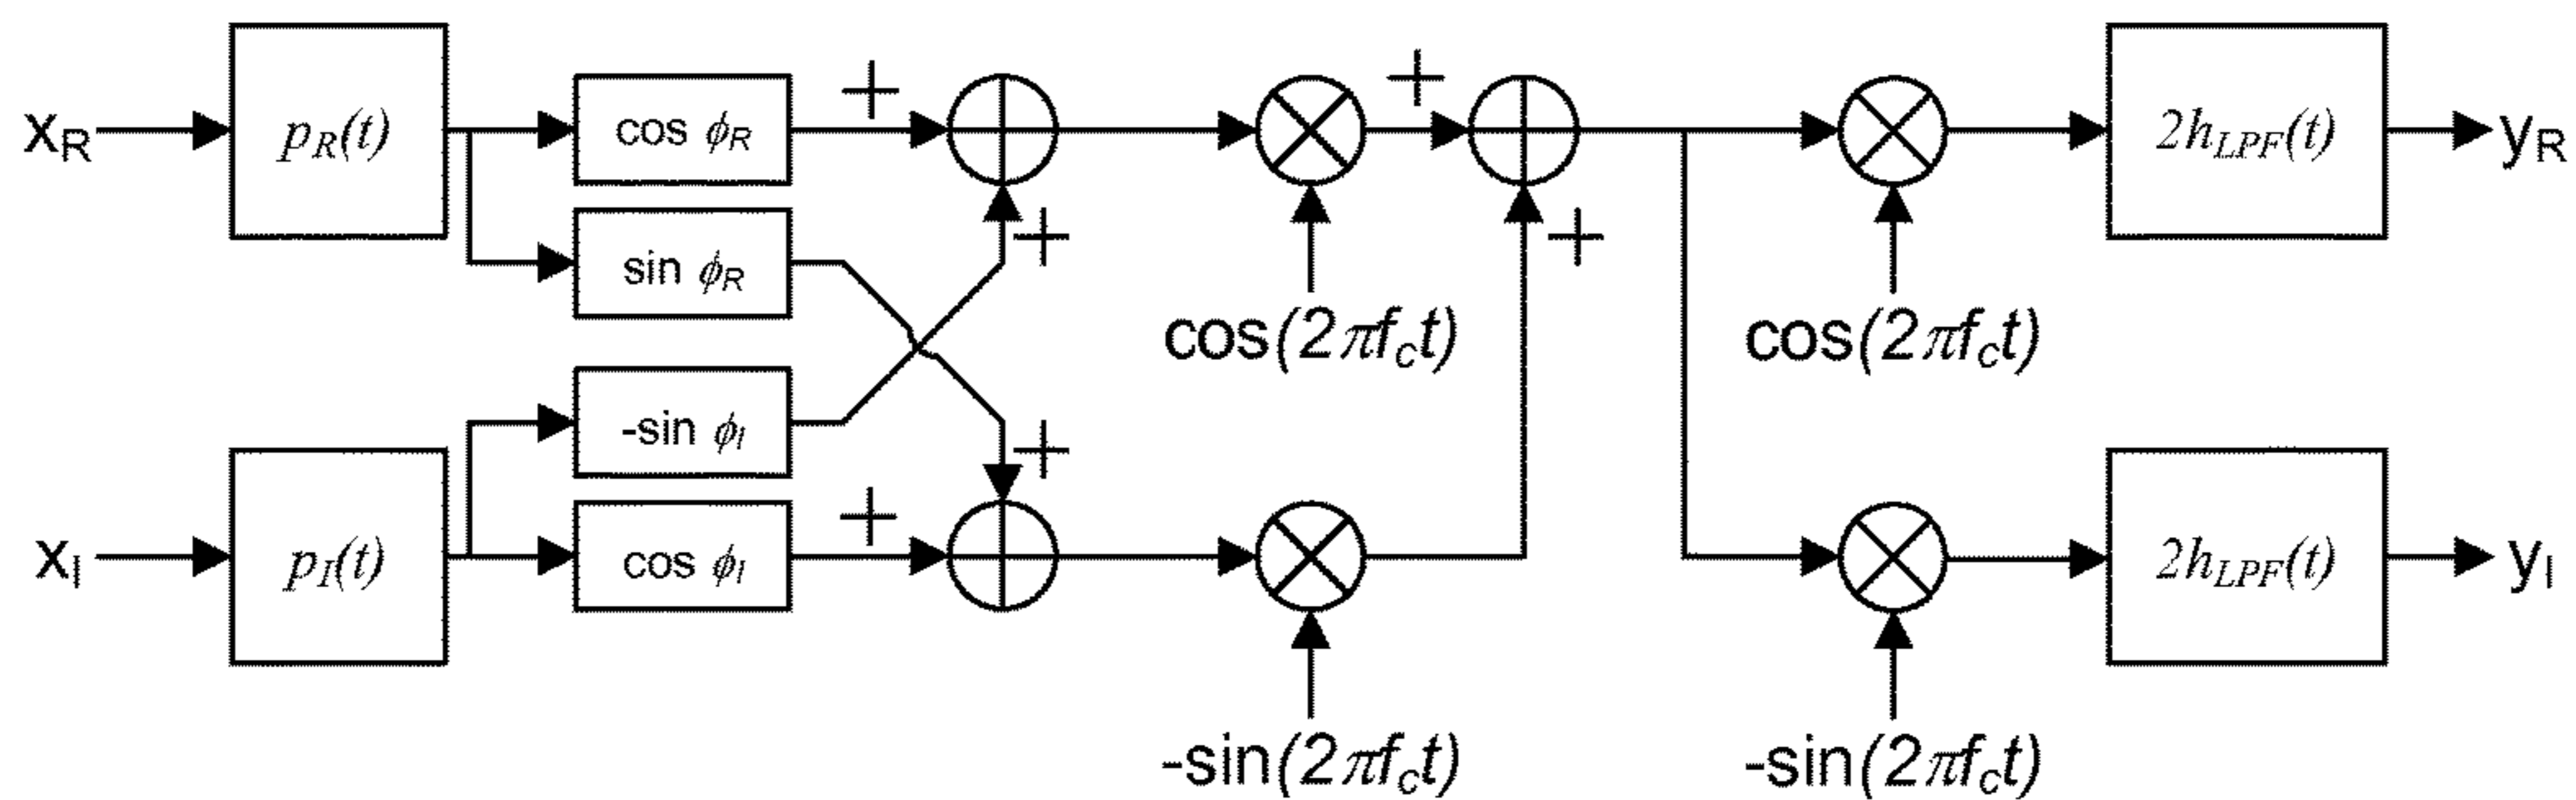 x_R
p_R(t)
cos ϕ_R
+
+
2h_LPF(t)
y_R
sin ϕ_R
+
+
cos(2πf_ct)
cos(2πf_ct)
-sin ϕ_I
+
x_I
p_I(t)
cos ϕ_I
+
2h_LPF(t)
y_I
-sin(2πf_ct)
-sin(2πf_ct)